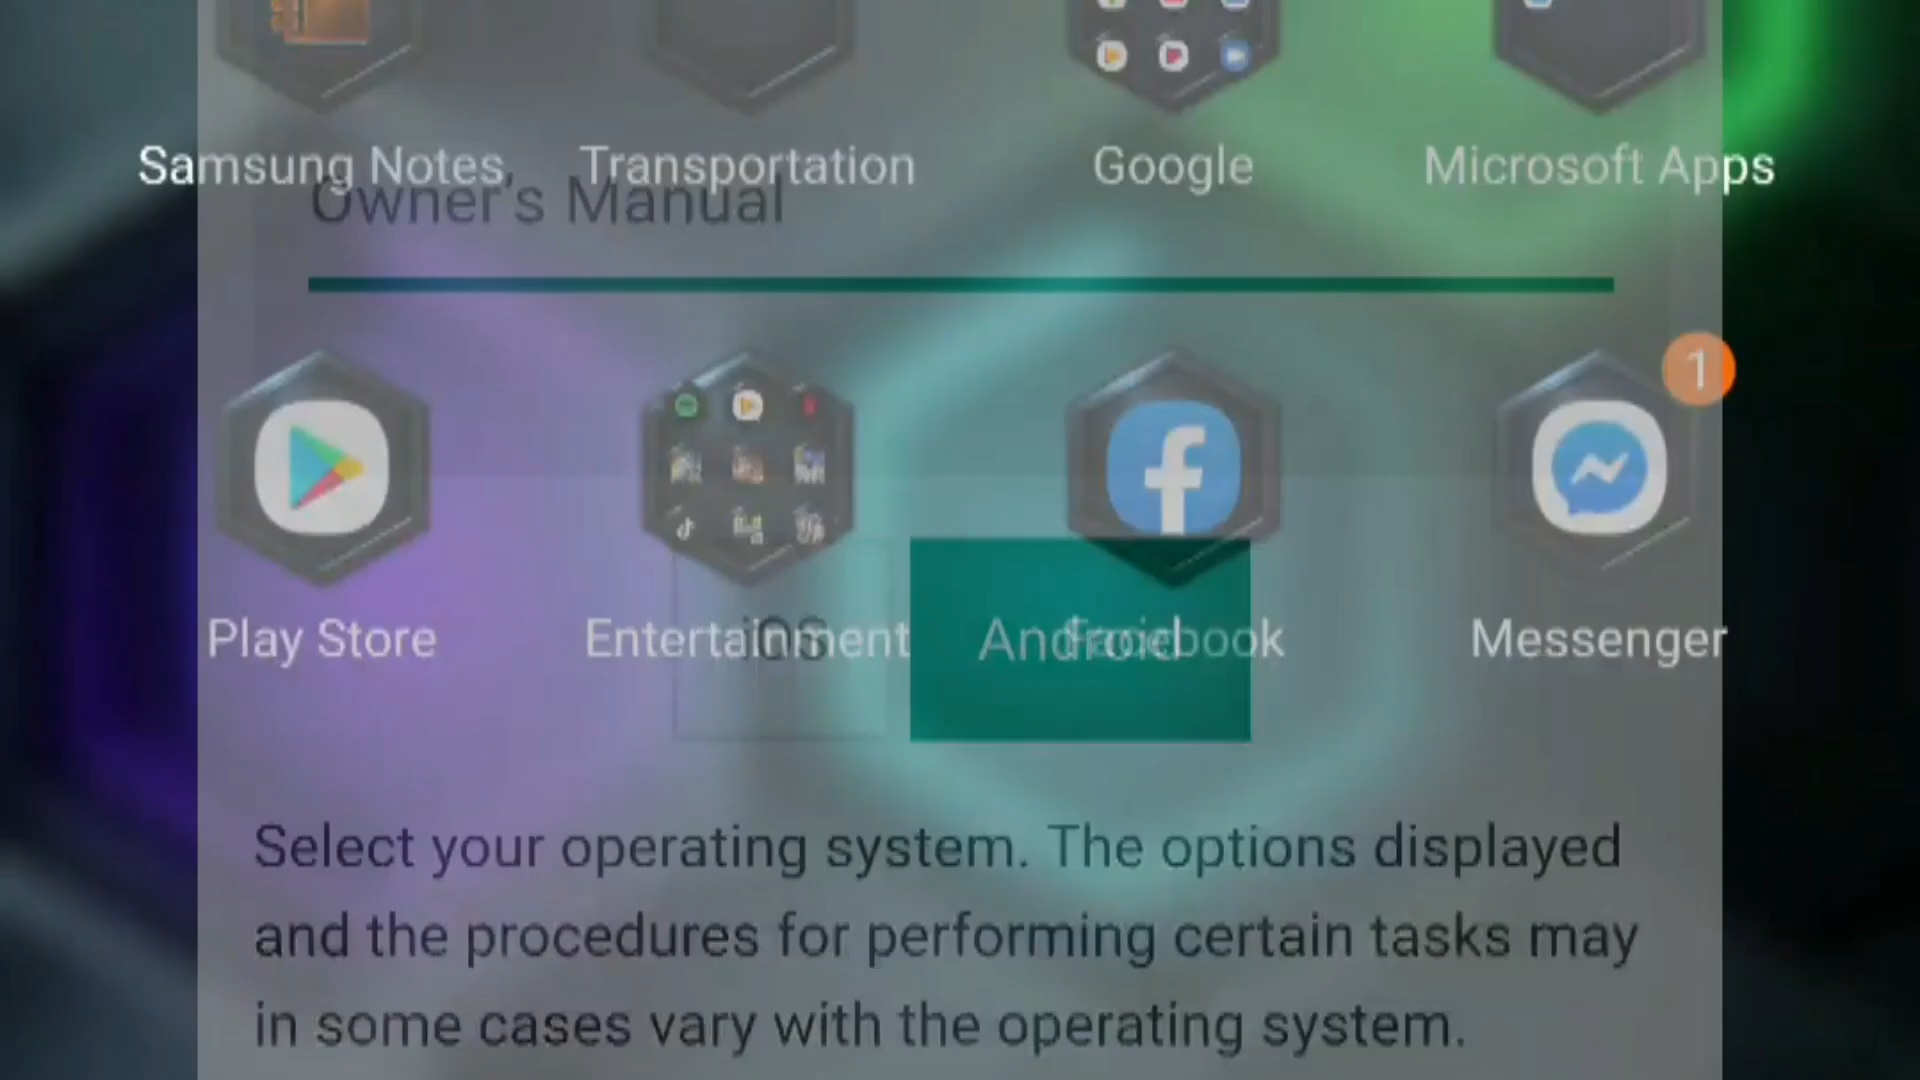 Samsung Notes
Transportation
Google
Microsoft Apps
Owner's Manual
1
Play Store
Entertainment
Facebook
Messenger
iOS
Android
Select your operating system. The options displayed
and the procedures for performing certain tasks may
in some cases vary with the operating system.